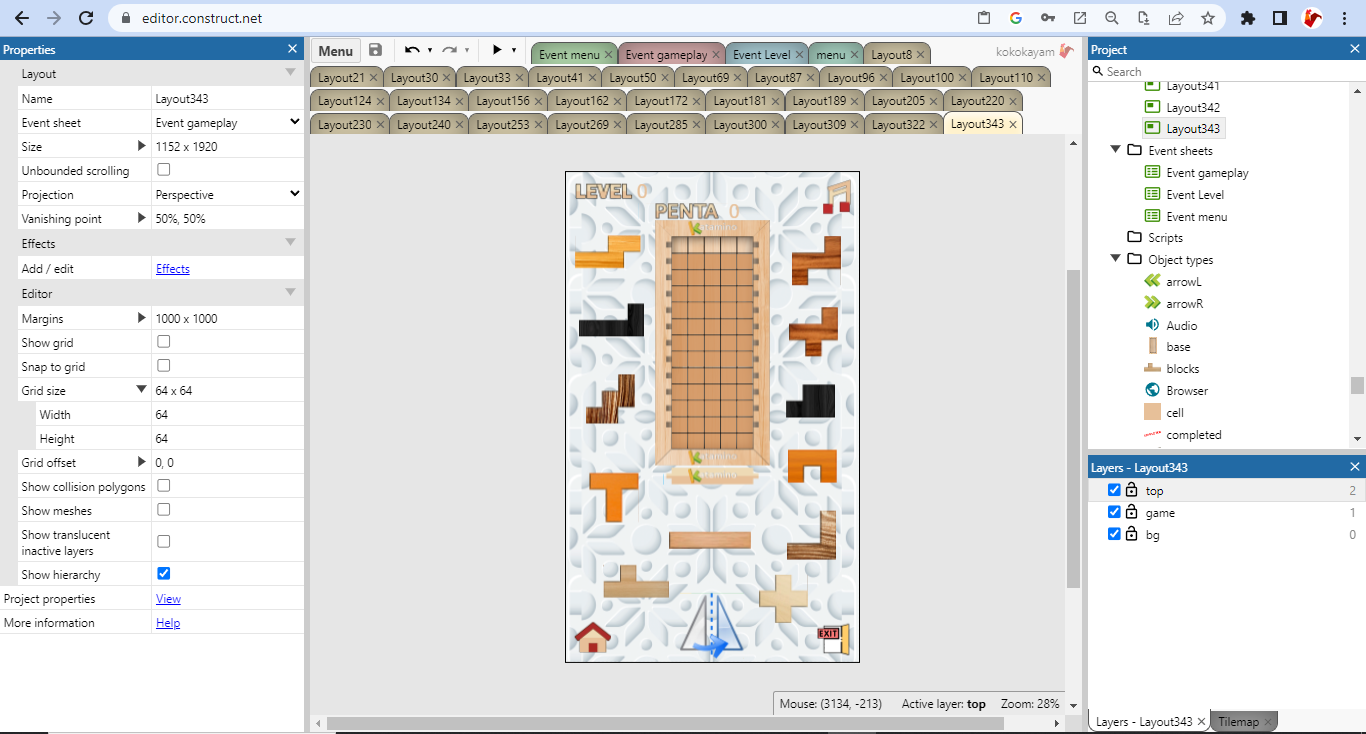 editor.construct.net
Properties
Layout
Name Layout343
Event sheet Event gameplay
Size 1152 x 1920
Unbounded scrolling
Projection Perspective
Vanishing point 50%, 50%
Effects
Add / edit Effects
Editor
Margins 1000 x 1000
Show grid
Snap to grid
Grid size 64 x 64
Width 64
Height 64
Grid offset 0, 0
Show collision polygons
Show meshes
Show translucent
inactive layers
Show hierarchy
Project properties View
More information Help
Menu
Event menu Event gameplay Event Level menu Layout8
kokokayam
Layout21 Layout30 Layout33 Layout41 Layout50 Layout69 Layout87 Layout96 Layout100 Layout110
Layout124 Layout134 Layout156 Layout162 Layout172 Layout181 Layout189 Layout205 Layout220
Layout230 Layout240 Layout253 Layout269 Layout285 Layout300 Layout309 Layout322 Layout343
LEVEL 0
PENTA 0
Katamino
Katamino
Katamino
EXIT
Mouse: (3134, -213) Active layer: top Zoom: 28%
Project
Search
Layout341
Layout342
Layout343
Event sheets
Event gameplay
Event Level
Event menu
Scripts
Object types
arrowL
arrowR
Audio
base
blocks
Browser
cell
completed
Layers - Layout343
top 2
game 1
bg 0
Layers - Layout343 Tilemap